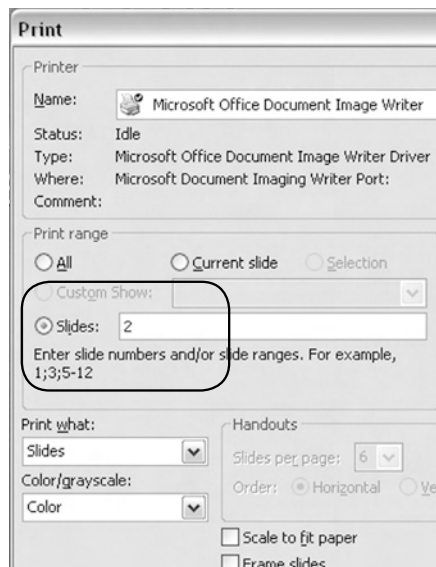 Print
Printer
Name: Microsoft Office Document Image Writer
Status: Idle
Type: Microsoft Office Document Image Writer Driver
Where: Microsoft Document Imaging Writer Port:
Comment:
Print range
All Current slide Selection
Custom Show:
Slides: 2
Enter slide numbers and/or slide ranges. For example,
1;3;5-12
Print what: Handouts
Slides Slides per page: 6
Color/grayscale: Order: Horizontal
Color
Scale to fit paper
Frame slides